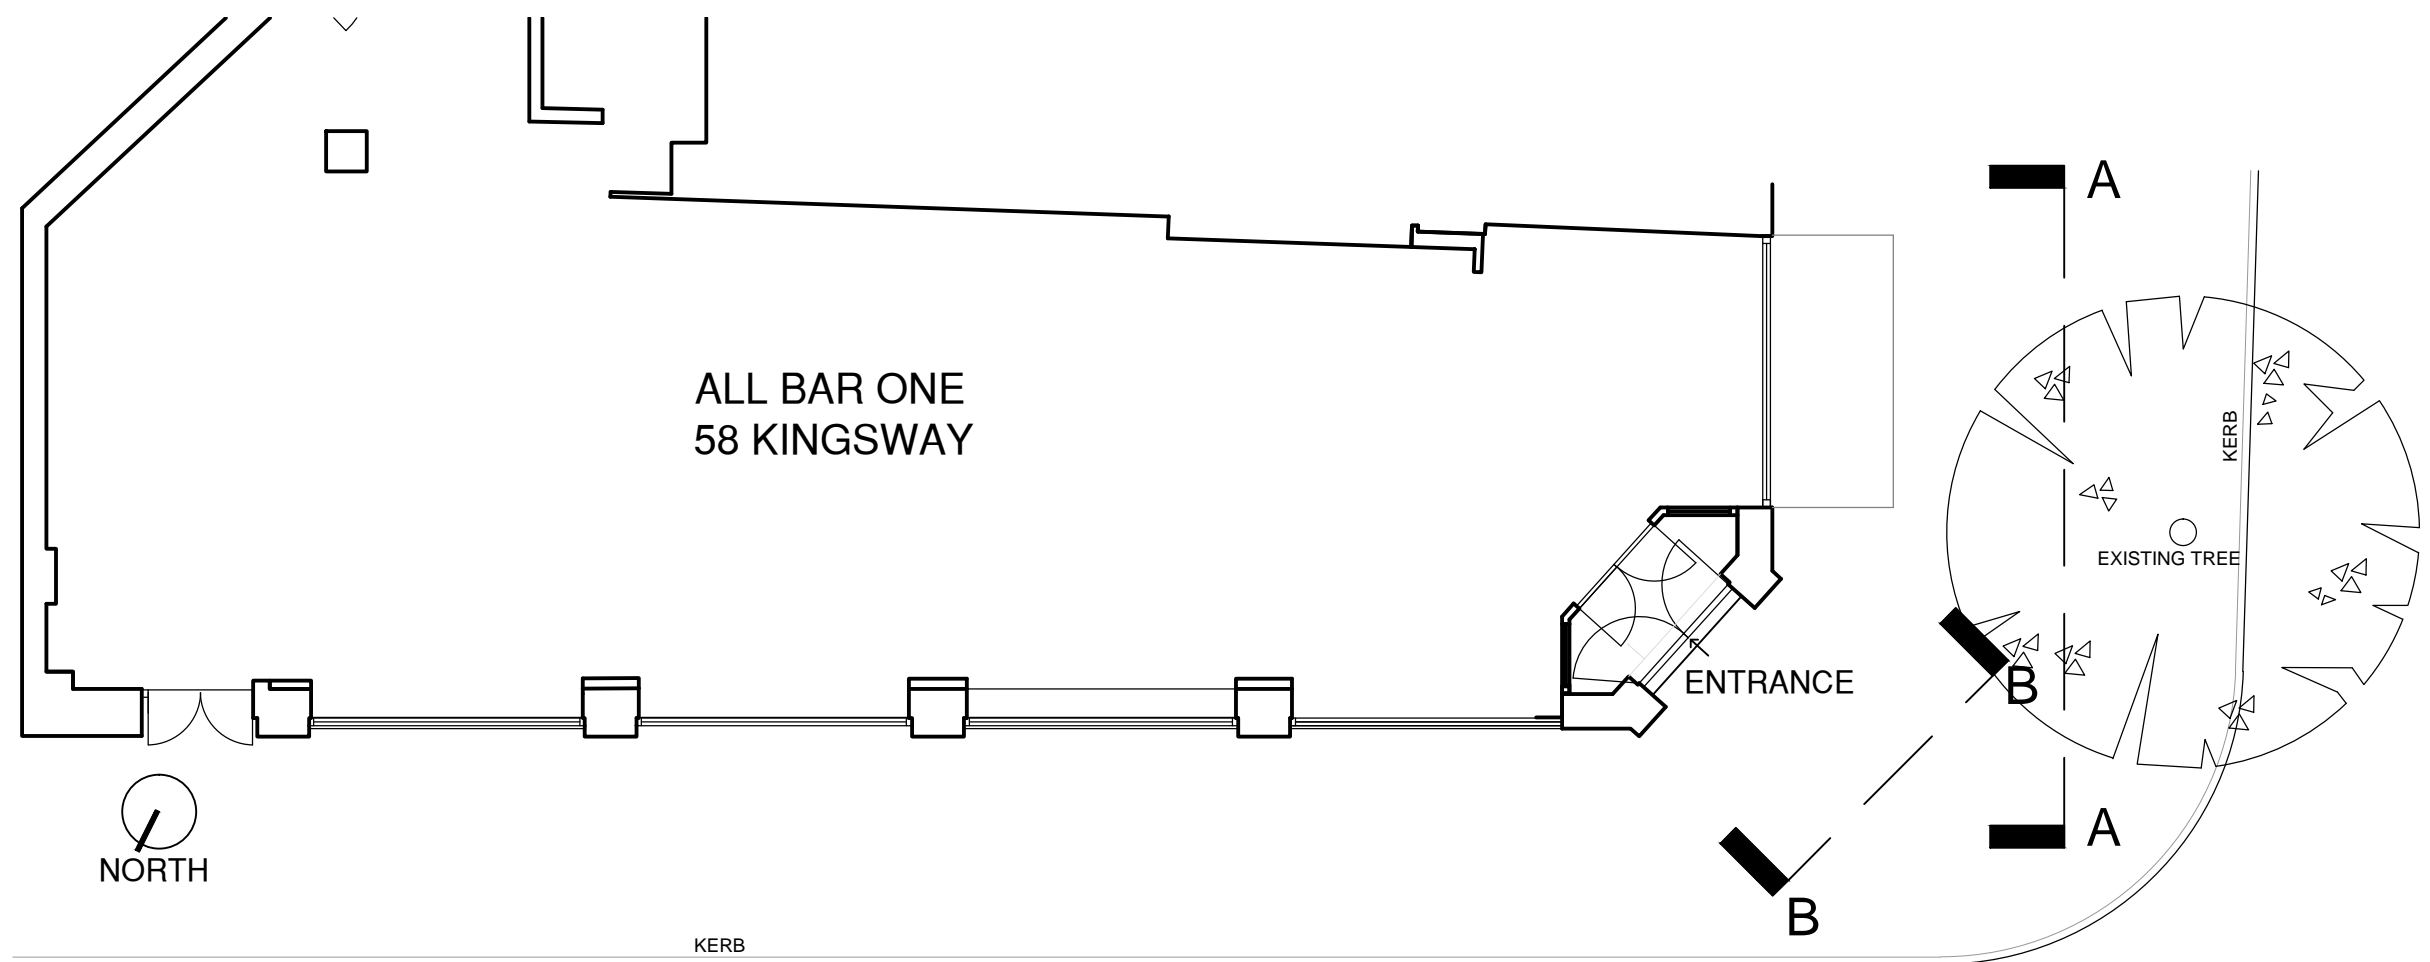 A
ALL BAR ONE
58 KINGSWAY
KERB
EXISTING TREE
ENTRANCE
B
A
NORTH
B
KERB